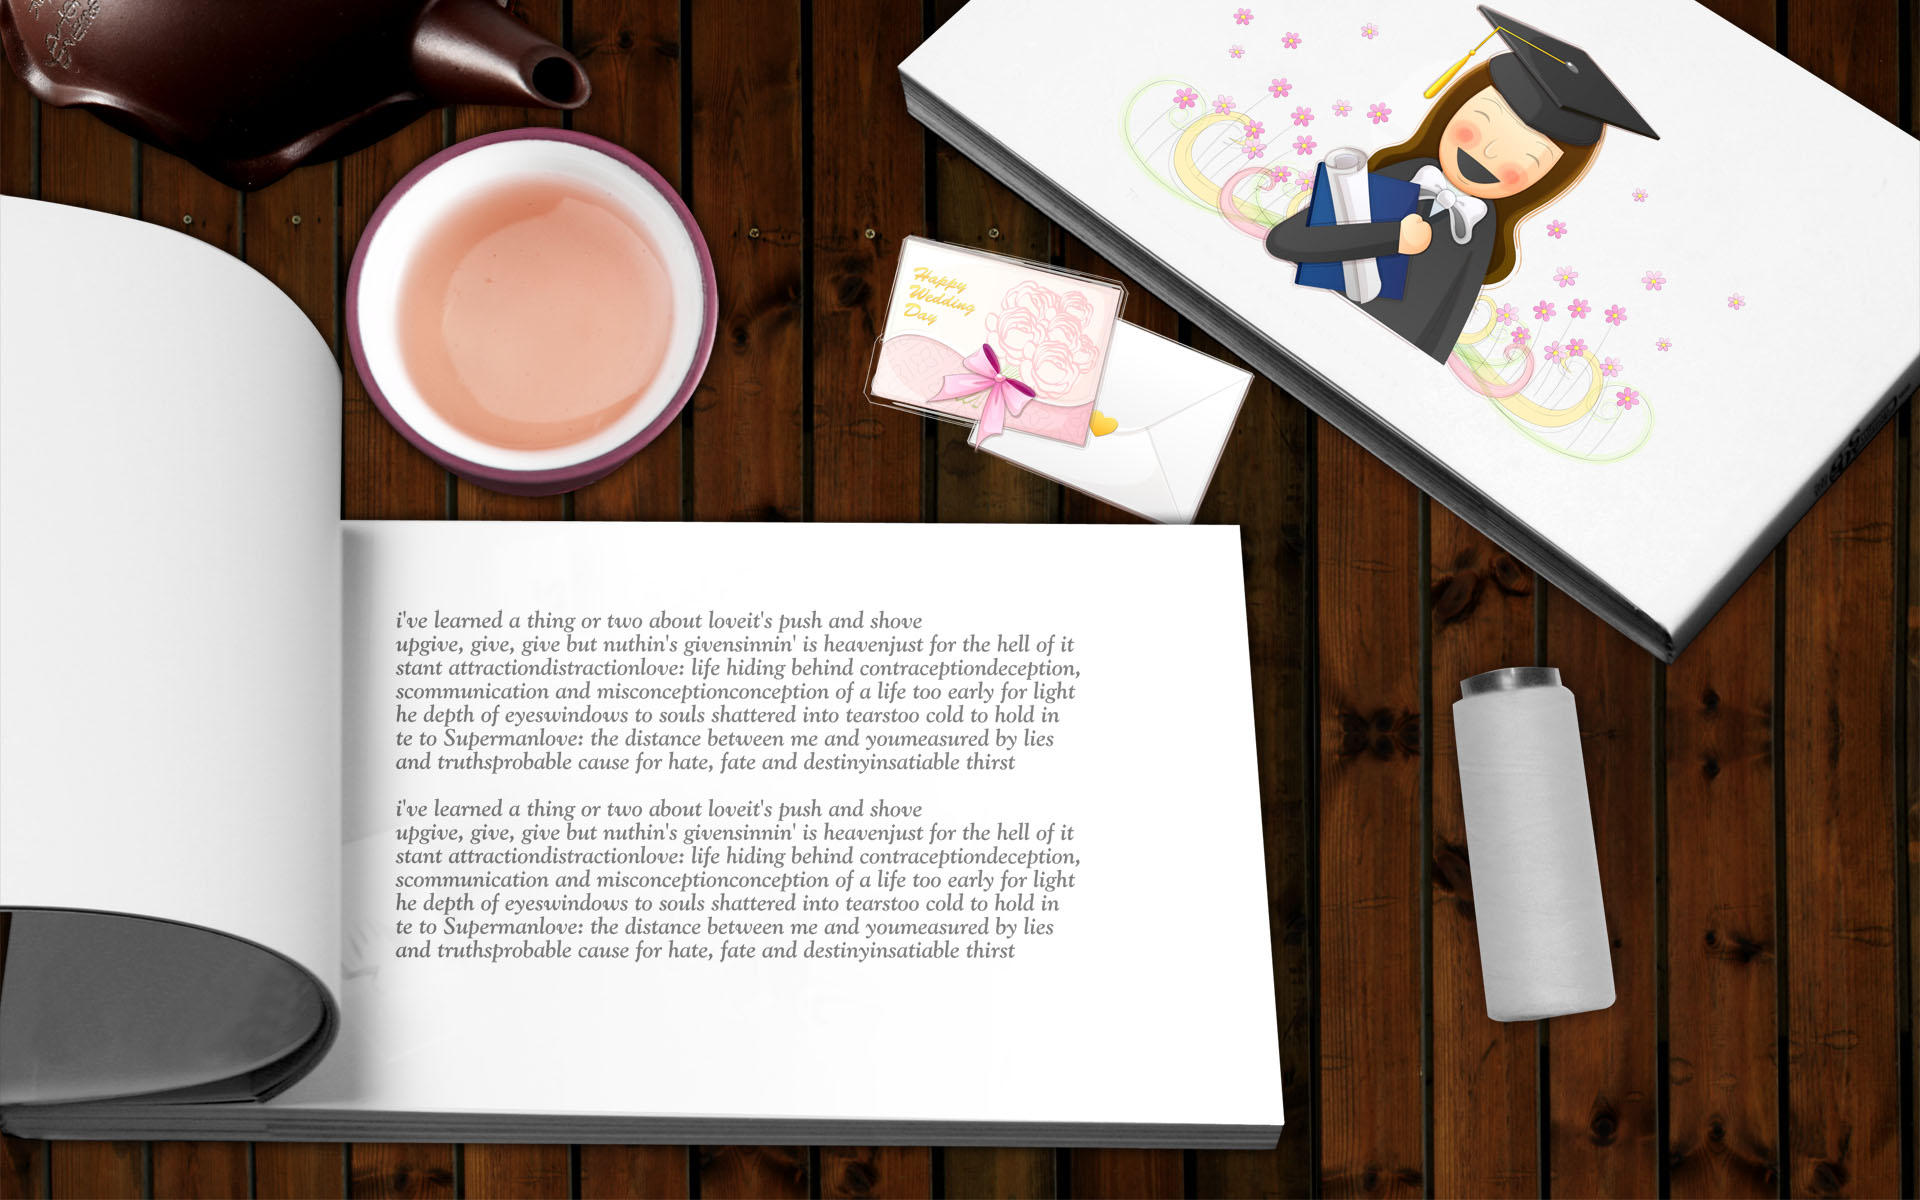 Happy
Wedding
Day
i've learned a thing or two about loveit's push and shove
upgive, give, give but nuthin's givensinnin' is heavenjust for the hell of it
stant attractiondistractionlove: life hiding behind contraceptiondeception,
scommunication and misconceptionconception of a life too early for light
he depth of eyeswindows to souls shattered into tearstoo cold to hold in
te to Supermanlove: the distance between me and youmeasured by lies
and truthsprobable cause for hate, fate and destinyinsatiable thirst
i've learned a thing or two about loveit's push and shove
upgive, give, give but nuthin's givensinnin' is heavenjust for the hell of it
stant attractiondistractionlove: life hiding behind contraceptiondeception,
scommunication and misconceptionconception of a life too early for light
he depth of eyeswindows to souls shattered into tearstoo cold to hold in
te to Supermanlove: the distance between me and youmeasured by lies
and truthsprobable cause for hate, fate and destinyinsatiable thirst